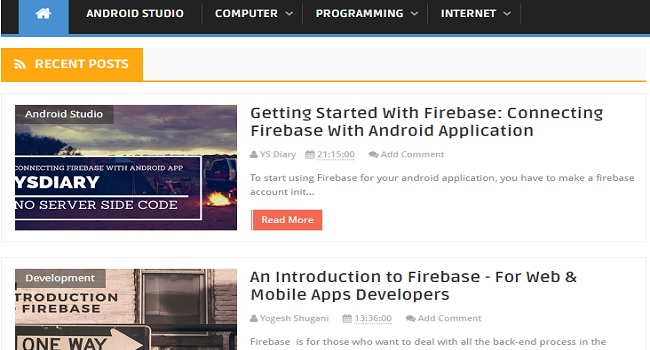 ANDROID STUDIO COMPUTER PROGRAMMING INTERNET
RECENT POSTS
Android Studio
CONNECTING FIREBASE WITH ANDROID APP
YSDIARY
NO SERVER SIDE CODE
Getting Started With Firebase: Connecting
Firebase With Android Application
YS Diary 21:15:00 Add Comment
To start using Firebase for your android application, you have to make a firebase
account init...
Read More
Development
TRODUCTION
FIREBASE
ONE WAY
An Introduction to Firebase - For Web &
Mobile Apps Developers
Yogesh Shugani 13:36:00 Add Comment
Firebase is for those who want to deal with all the back-end process in the